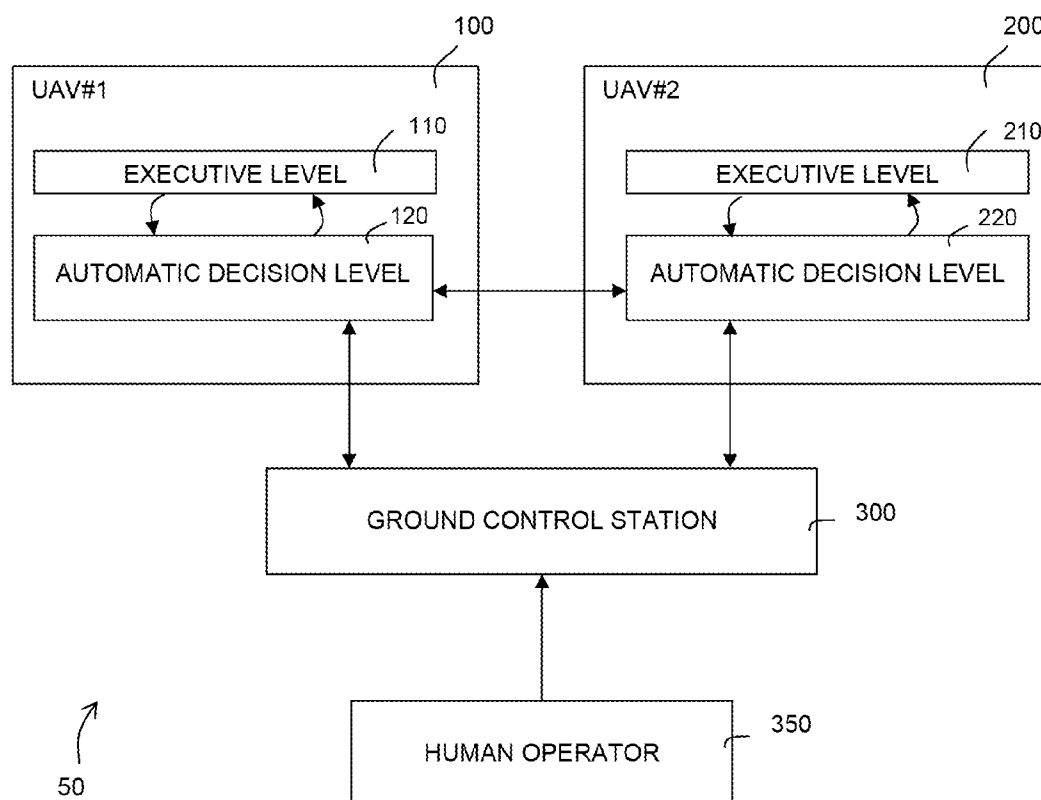 100
200
UAV#1
UAV#2
110
210
EXECUTIVE LEVEL
EXECUTIVE LEVEL
120
220
AUTOMATIC DECISION LEVEL
AUTOMATIC DECISION LEVEL
GROUND CONTROL STATION
300
350
HUMAN OPERATOR
50